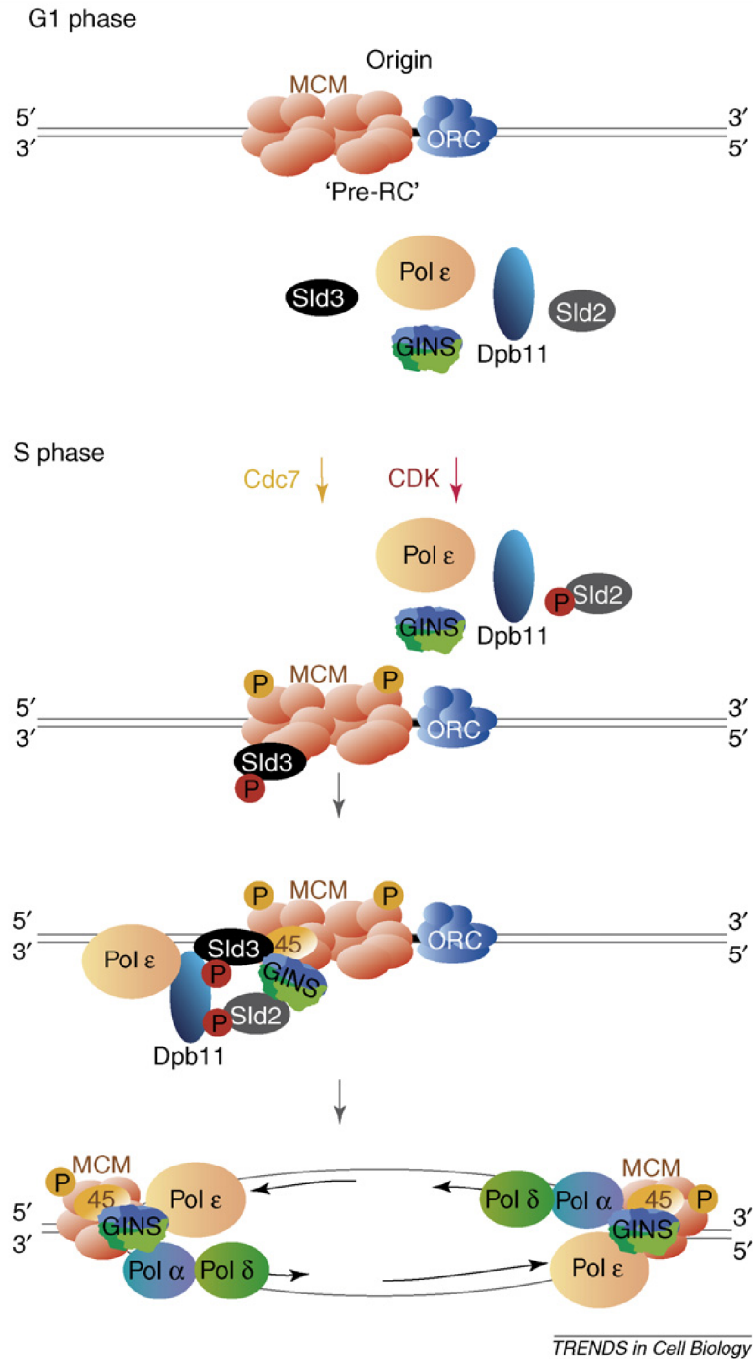 G1 phase
Origin
MCM
5′ 3′
3′ ORC 5′
'Pre-RC'
Pol ε
Sld3 Sld2
GINS Dpb11
S phase
Cdc7 CDK
Pol ε
P Sld2
GINS Dpb11
P MCM P
5′ 3′
3′ ORC 5′
Sld3
P
P MCM P
5′ 3′
3′ Sld3 45 ORC 5′
Pol ε P GINS
P Sld2
Dpb11
MCM MCM
P 45 Pol ε Pol δ Pol α 45 P
5′ GINS GINS 3′
3′ Pol α Pol δ Pol ε 5′
TRENDS in Cell Biology